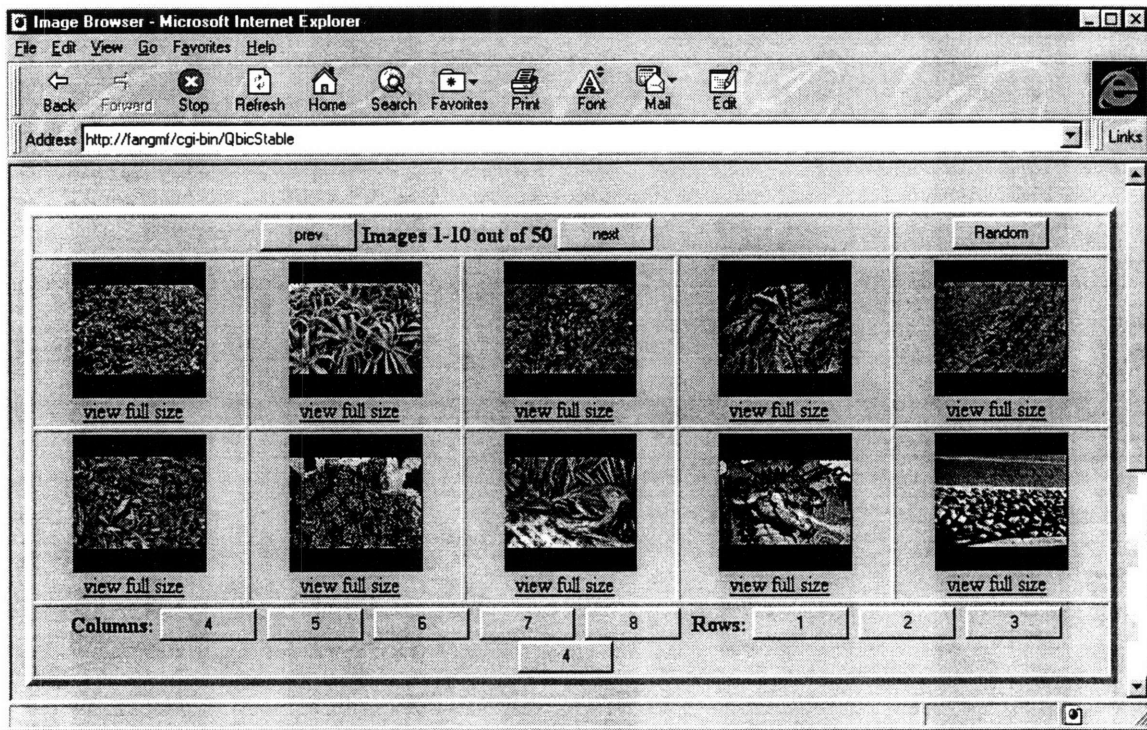 Image Browser - Microsoft Internet Explorer
File Edit View Go Favorites Help
Back Forward Stop Refresh Home Search Favorites Print Font Mail Edit
Address http://fangmf/cgi-bin/QbicStable Links
prev Images 1-10 out of 50 next Random
view full size view full size view full size view full size view full size
view full size view full size view full size view full size view full size
Columns: 4 5 6 7 8 Rows: 1 2 3
4